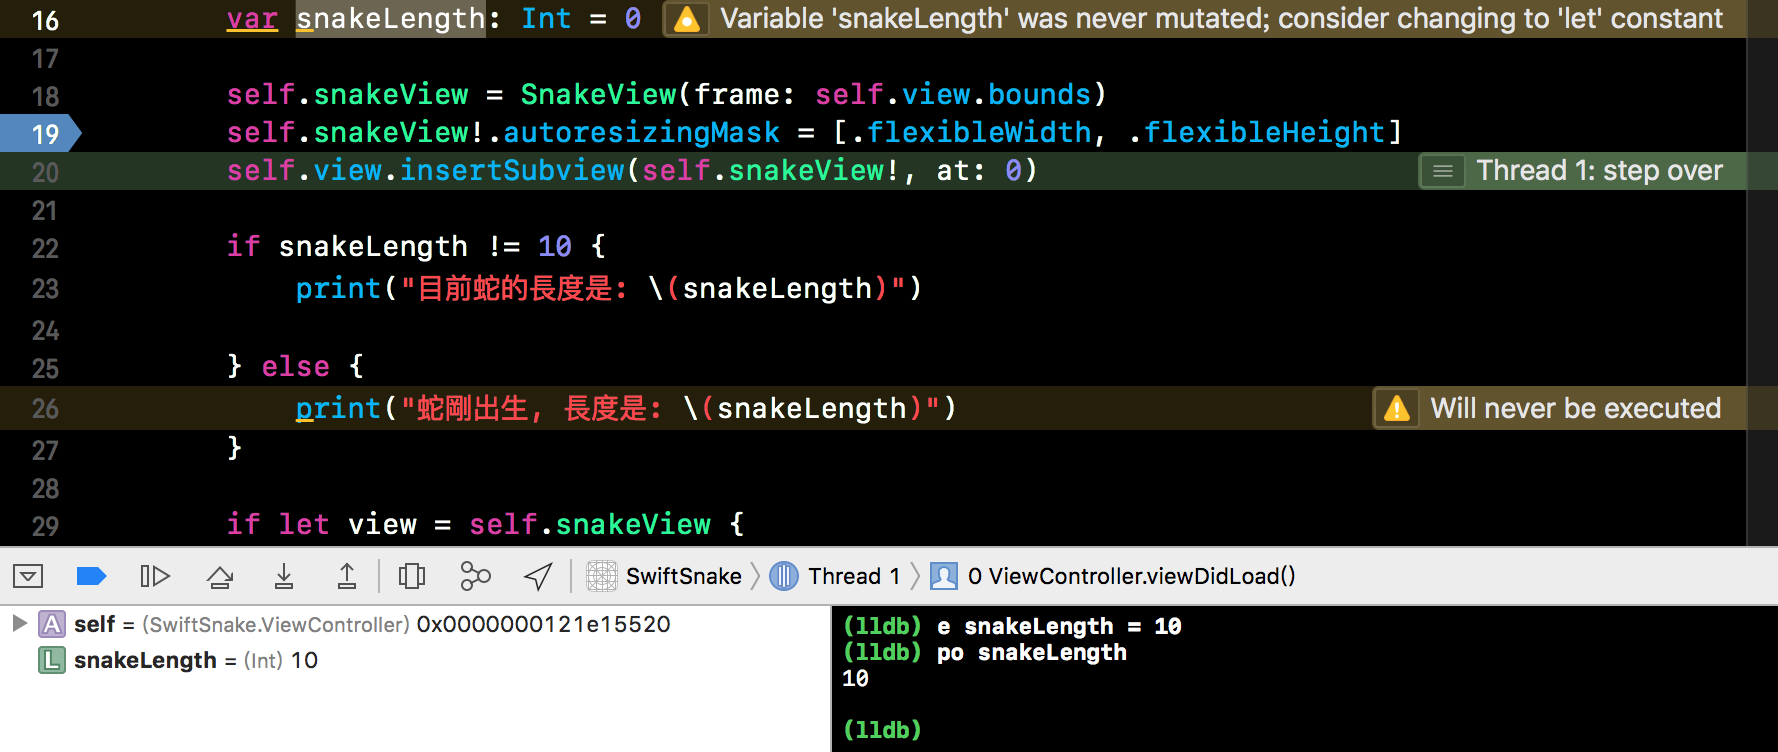 16 var snakeLength: Int = 0 Variable 'snakeLength' was never mutated; consider changing to 'let' constant
17
18 self.snakeView = SnakeView(frame: self.view.bounds)
19 self.snakeView!.autoresizingMask = [.flexibleWidth, .flexibleHeight]
20 self.view.insertSubview(self.snakeView!, at: 0) Thread 1: step over
21
22 if snakeLength != 10 {
23 print("目前蛇的長度是: \(snakeLength)")
24
25 } else {
26 print("蛇剛出生, 長度是: \(snakeLength)") Will never be executed
27 }
28
29 if let view = self.snakeView {
SwiftSnake Thread 1 0 ViewController.viewDidLoad()
A self = (SwiftSnake.ViewController) 0x0000000121e15520
L snakeLength = (Int) 10
(lldb) e snakeLength = 10
(lldb) po snakeLength
10
(lldb)